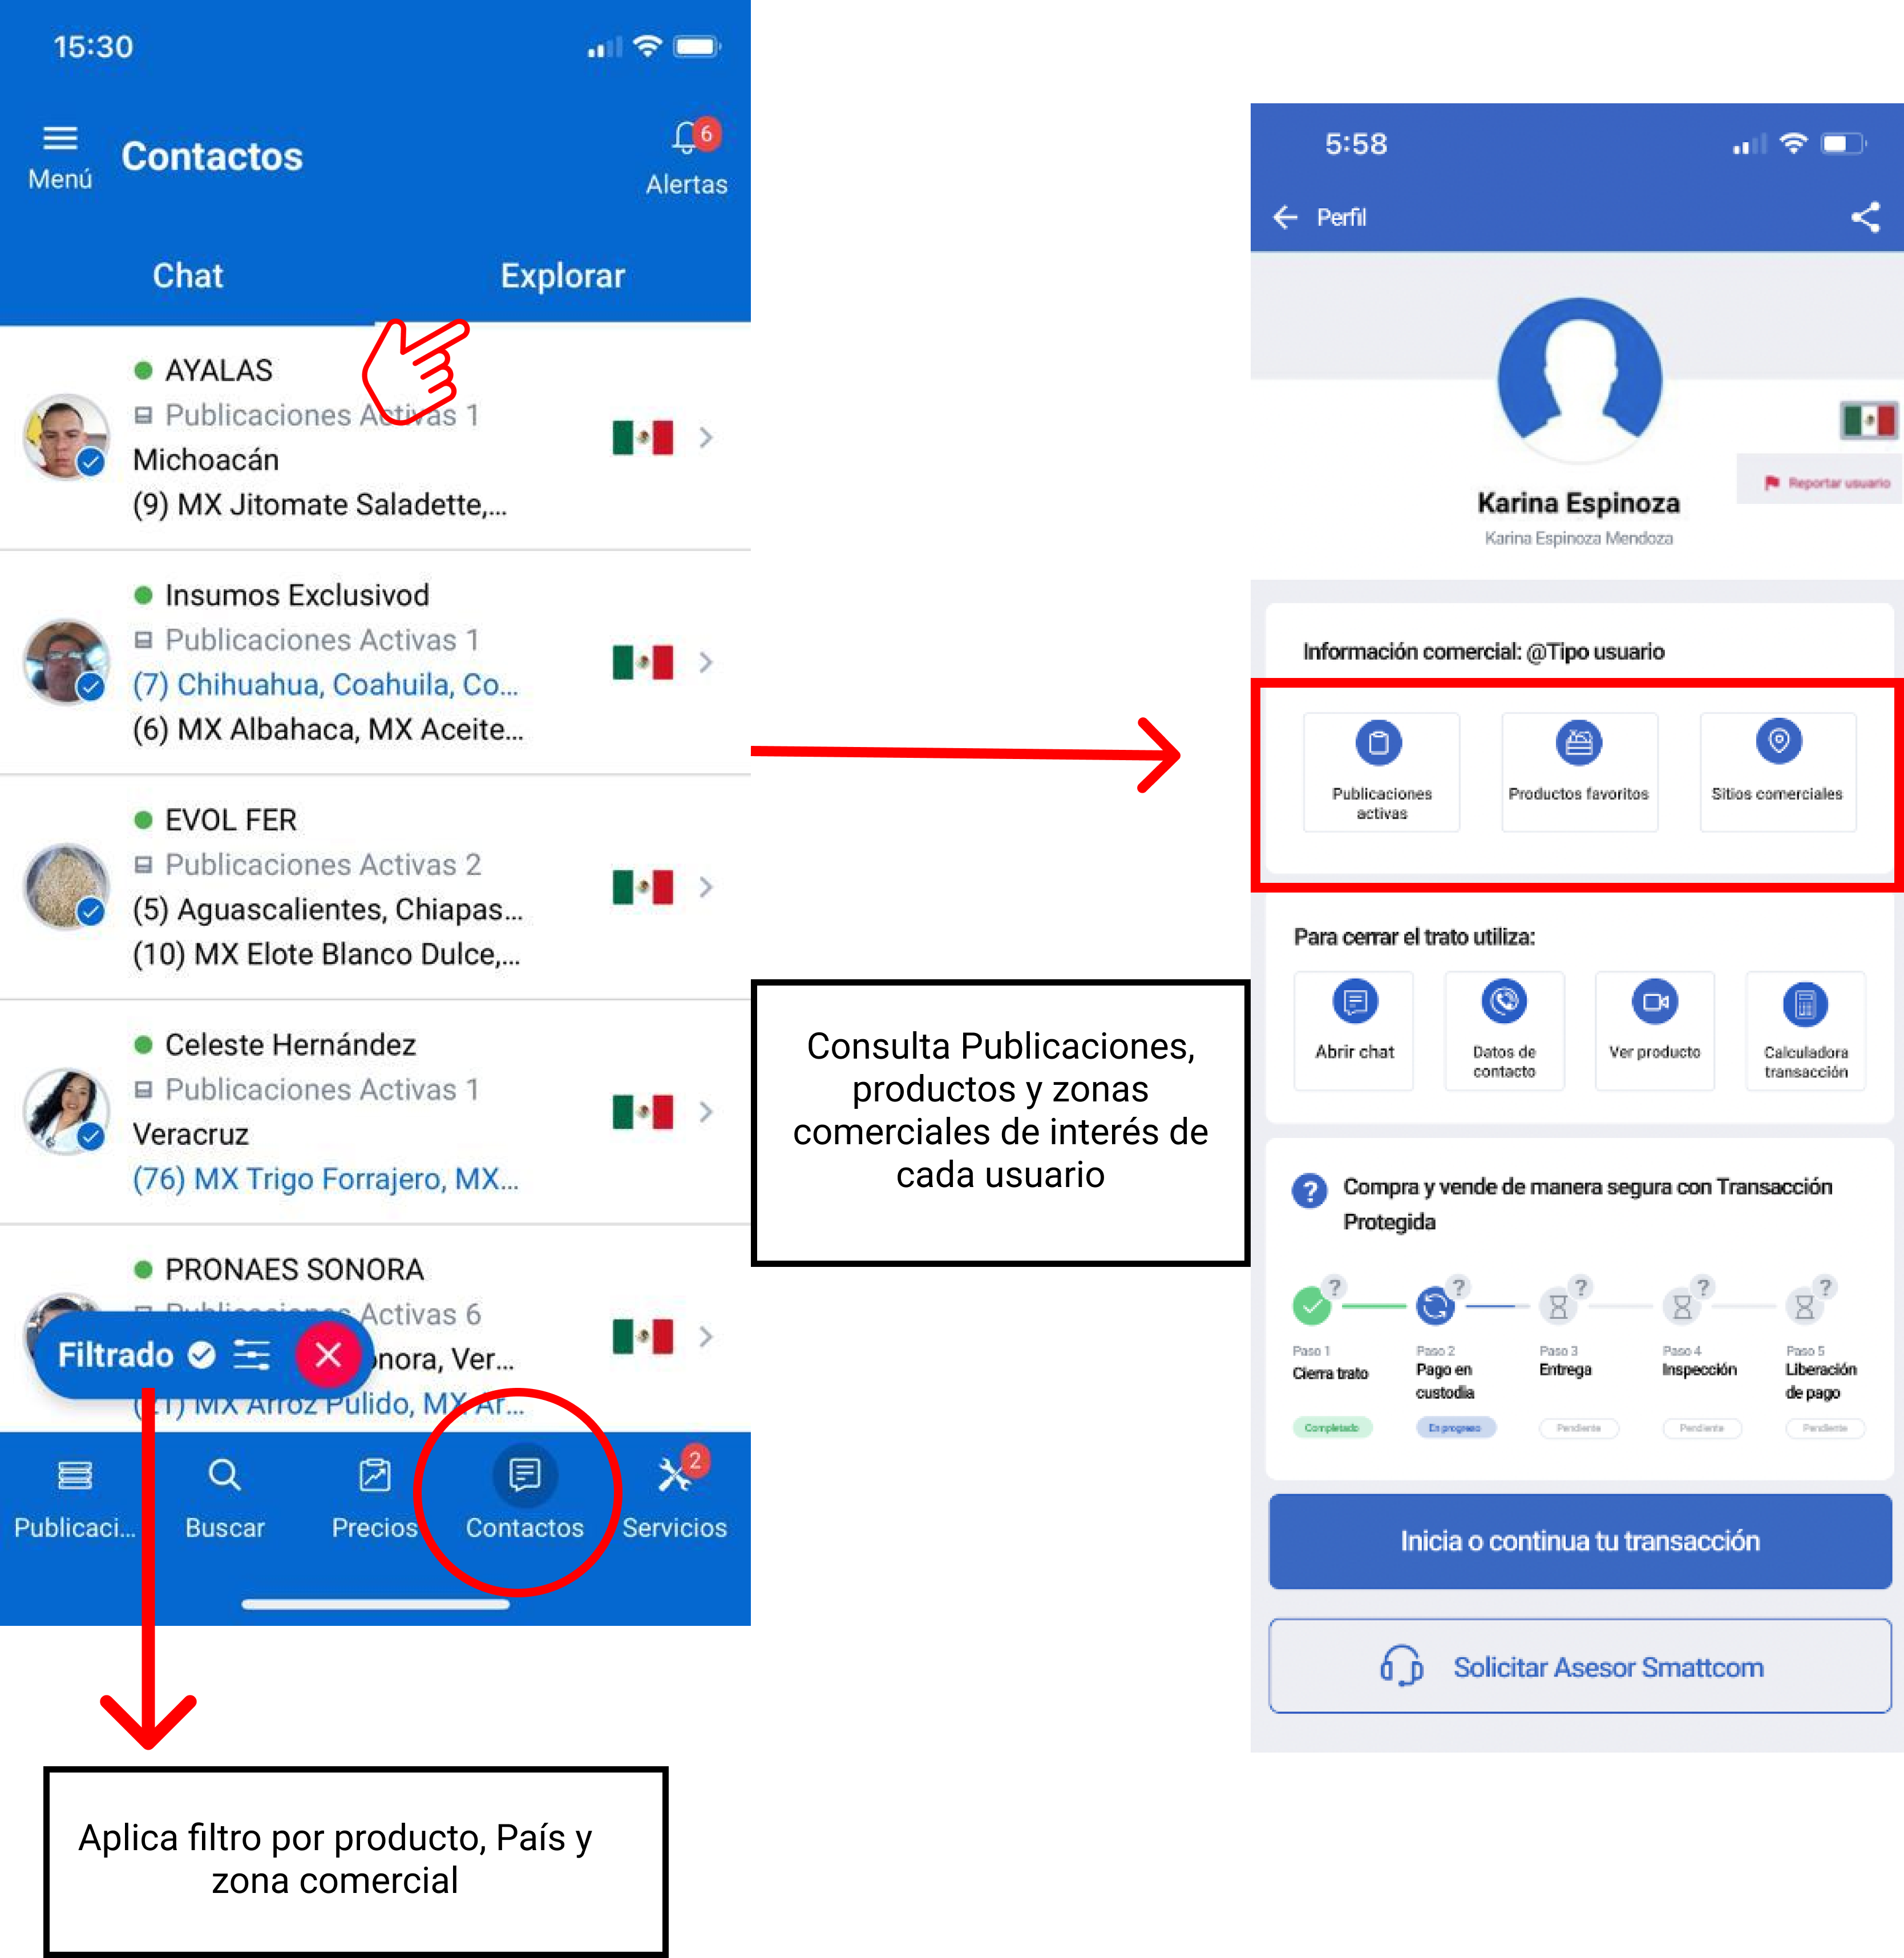 15:30
Menú
Contactos
6
Alertas
Chat
Explorar
AYALAS
Publicaciones Activas 1
Michoacán
(9) MX Jitomate Saladette,...
Insumos Exclusivod
Publicaciones Activas 1
(7) Chihuahua, Coahuila, Co...
(6) MX Albahaca, MX Aceite...
EVOL FER
Publicaciones Activas 2
(5) Aguascalientes, Chiapas...
(10) MX Elote Blanco Dulce,...
Celeste Hernández
Publicaciones Activas 1
Veracruz
(76) MX Trigo Forrajero, MX...
PRONAES SONORA
Activas 6
Filtrado
nora, Ver...
(21) MX Arroz Pulido, MX Ar...
Publicaci...
Buscar
Precios
Contactos
2
Servicios
Aplica filtro por producto, País y
zona comercial
Consulta Publicaciones,
productos y zonas
comerciales de interés de
cada usuario
5:58
Perfil
Reportar usuario
Karina Espinoza
Karina Espinoza Mendoza
Información comercial: @Tipo usuario
Publicaciones
activas
Productos favoritos
Sitios comerciales
Para cerrar el trato utiliza:
Abrir chat
Datos de
contacto
Ver producto
Calculadora
transacción
? Compra y vende de manera segura con Transacción
Protegida
? ? ? ? ?
Paso 1
Cierra trato
Completado
Paso 2
Pago en
custodia
En progreso
Paso 3
Entrega
Pendiente
Paso 4
Inspección
Pendiente
Paso 5
Liberación
de pago
Pendiente
Inicia o continua tu transacción
Solicitar Asesor Smattcom